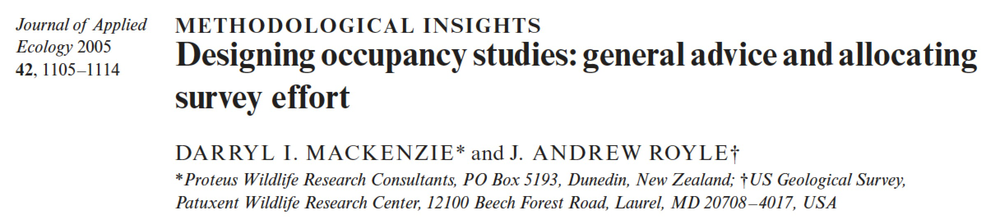 Journal of Applied
Ecology 2005
42, 1105–1114
METHODOLOGICAL INSIGHTS
Designing occupancy studies: general advice and allocating
survey effort
DARRYL I. MACKENZIE* and J. ANDREW ROYLE†
*Proteus Wildlife Research Consultants, PO Box 5193, Dunedin, New Zealand; †US Geological Survey,
Patuxent Wildlife Research Center, 12100 Beech Forest Road, Laurel, MD 20708–4017, USA